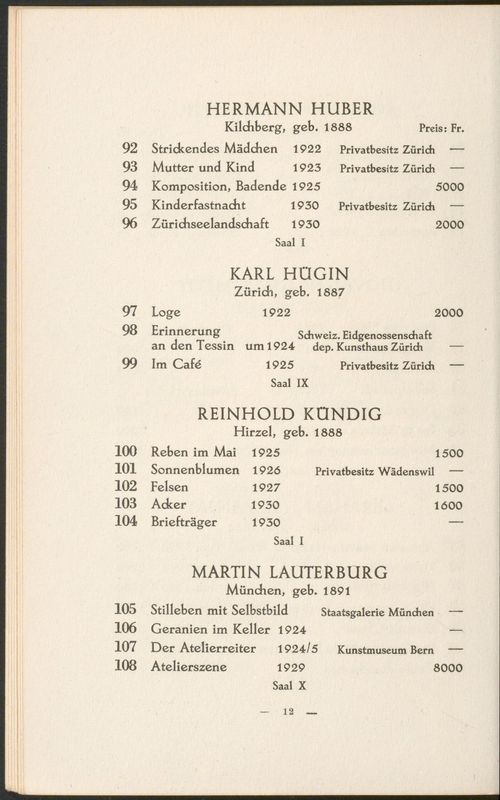 HERMANN HUBER
Kilchberg, geb. 1888 Preis: Fr.
92 Strickendes Mädchen 1922 Privatbesitz Zürich —
93 Mutter und Kind 1923 Privatbesitz Zürich —
94 Komposition, Badende 1925 5000
95 Kinderfastnacht 1930 Privatbesitz Zürich —
96 Zürichseelandschaft 1930 2000
Saal I
KARL HÜGIN
Zürich, geb. 1887
97 Loge 1922 2000
98 Erinnerung Schweiz. Eidgenossenschaft
an den Tessin um 1924 dep. Kunsthaus Zürich —
99 Im Café 1925 Privatbesitz Zürich —
Saal IX
REINHOLD KÜNDIG
Hirzel, geb. 1888
100 Reben im Mai 1925 1500
101 Sonnenblumen 1926 Privatbesitz Wädenswil —
102 Felsen 1927 1500
103 Acker 1930 1600
104 Briefträger 1930 —
Saal I
MARTIN LAUTERBURG
München, geb. 1891
105 Stilleben mit Selbstbild Staatsgalerie München —
106 Geranien im Keller 1924 —
107 Der Atelierreiter 1924/5 Kunstmuseum Bern —
108 Atelierszene 1929 8000
Saal X
— 12 —